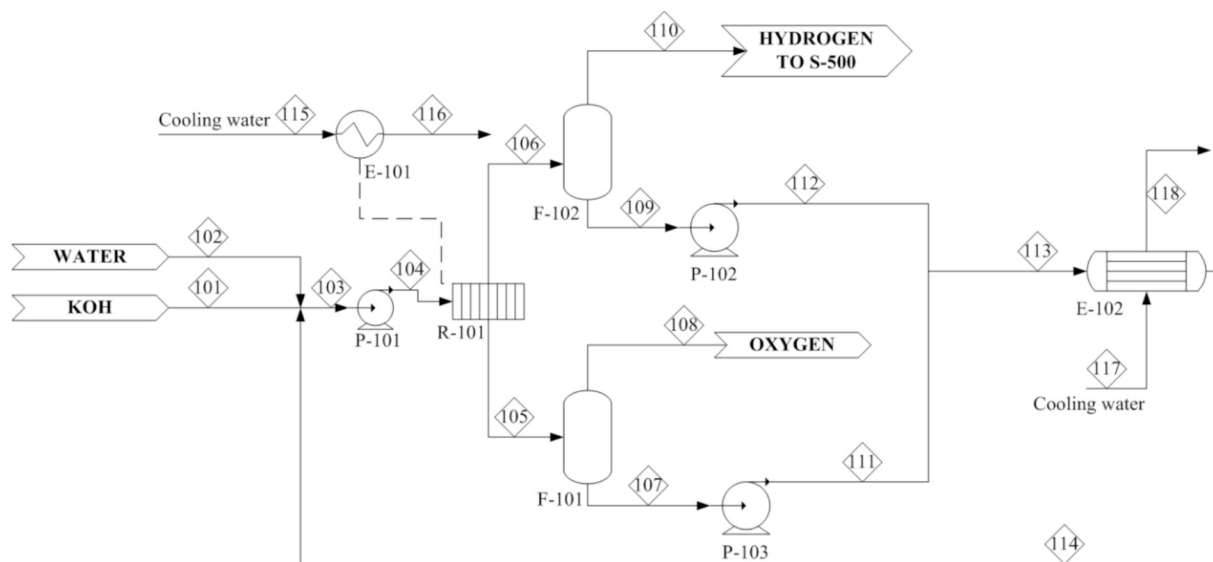 110
HYDROGEN
TO S-500
Cooling water
115
116
E-101
106
F-102
109
112
P-102
118
WATER
102
KOH
101
103
104
P-101
R-101
113
E-102
108
OXYGEN
117
Cooling water
105
F-101
107
111
P-103
114